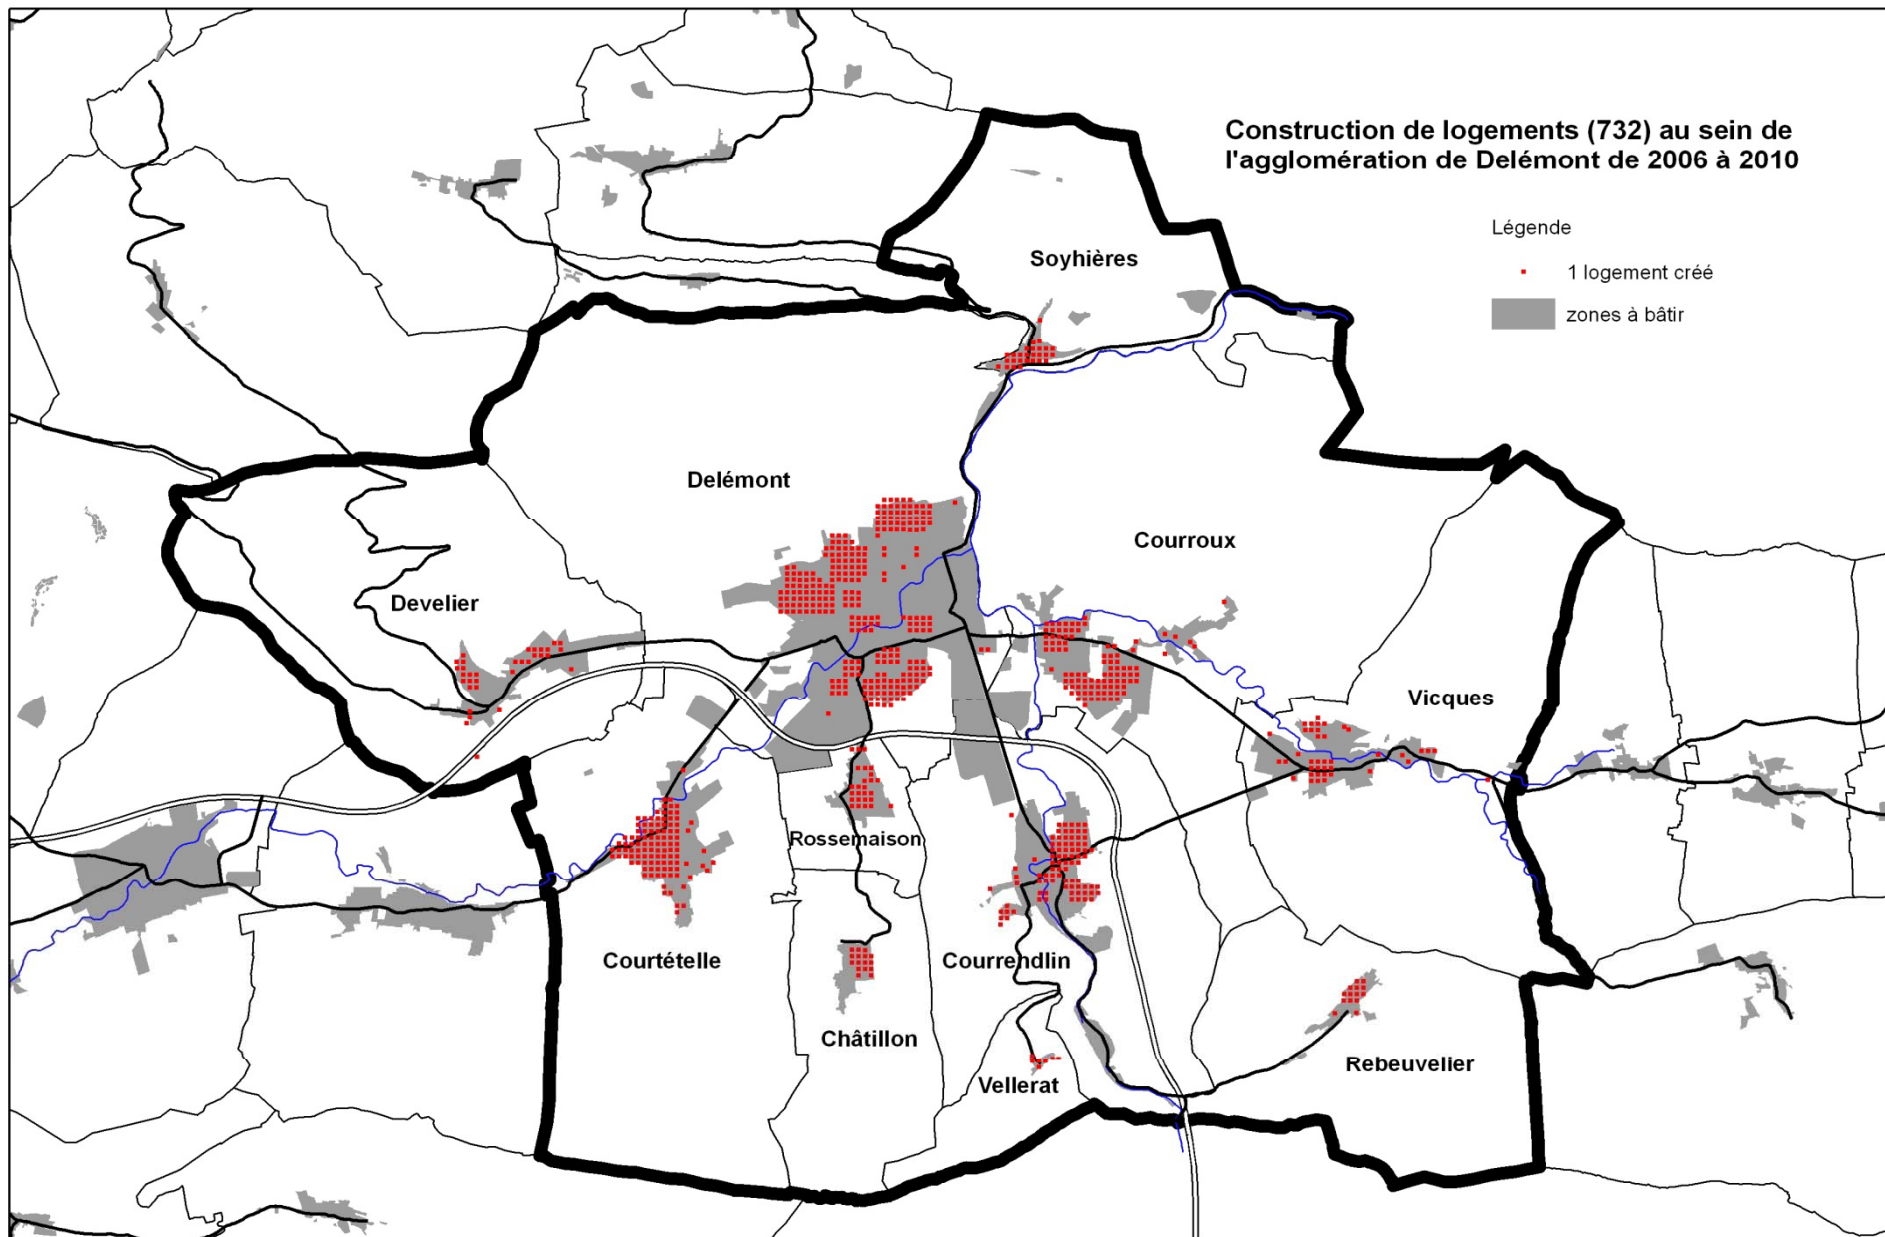 Construction de logements (732) au sein de
l'agglomération de Delémont de 2006 à 2010
Légende
1 logement créé
zones à bâtir
Soyhières
Delémont
Courroux
Develier
Vicques
Rossemaison
Courtételle
Courrendlin
Châtillon
Vellerat
Rebeuvelier